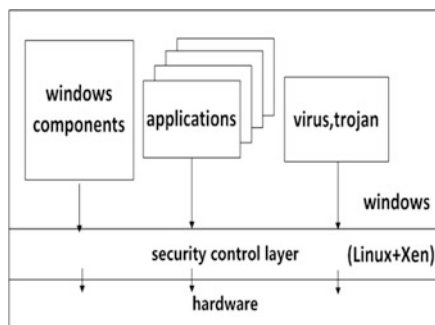 windows
components
applications
virus,trojan
windows
security control layer (Linux+Xen)
hardware